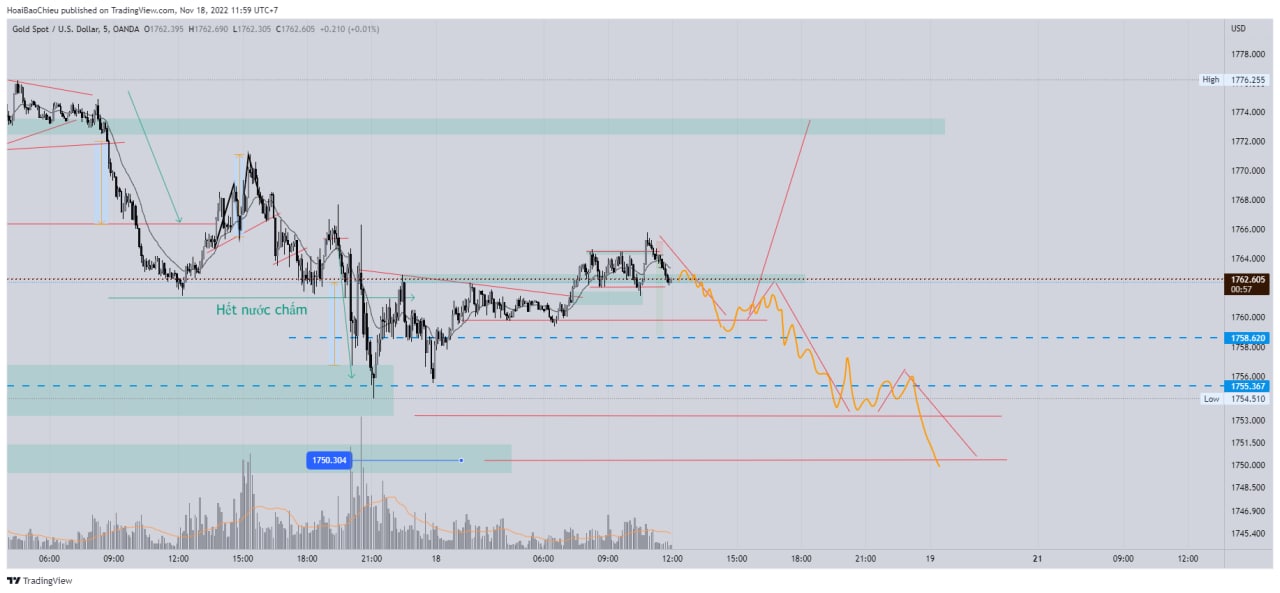 HoaiBaoChieu published on TradingView.com, Nov 18, 2022 11:59 UTC+7
Gold Spot / U.S. Dollar, 5, OANDA O1762.395 H1762.690 L1762.305 C1762.605 +0.210 (+0.01%)
USD
1778.000
High 1776.255
1774.000
1772.000
1770.000
1768.000
1766.000
1764.000
1762.605
00:57
1760.000
Hết nước chấm
1758.620
1758.000
1756.000
1755.367
Low 1754.510
1753.000
1751.500
1750.304
1750.000
1748.500
1746.900
1745.400
06:00 09:00 12:00 15:00 18:00 21:00 18 06:00 09:00 12:00 15:00 18:00 21:00 19 21 09:00 12:00
TradingView